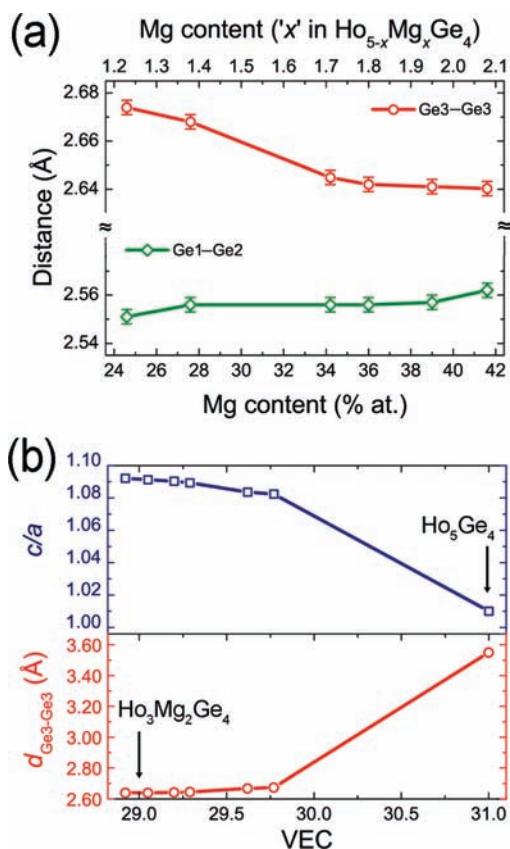 (a)
Mg content ('x' in Ho5-xMgxGe4)
1.2 1.3 1.4 1.5 1.6 1.7 1.8 1.9 2.0 2.1
2.68
Ge3–Ge3
2.66
2.64
Distance (Å)
≈ ≈
Ge1–Ge2
2.56
2.54
24 26 28 30 32 34 36 38 40 42
Mg content (% at.)
(b)
1.10
1.08
c/a
1.06
Ho5Ge4
1.04
1.02
1.00
3.60
3.40
dGe3-Ge3 (Å)
3.20
Ho3Mg2Ge4
3.00
2.80
2.60
29.0 29.5 30.0 30.5 31.0
VEC